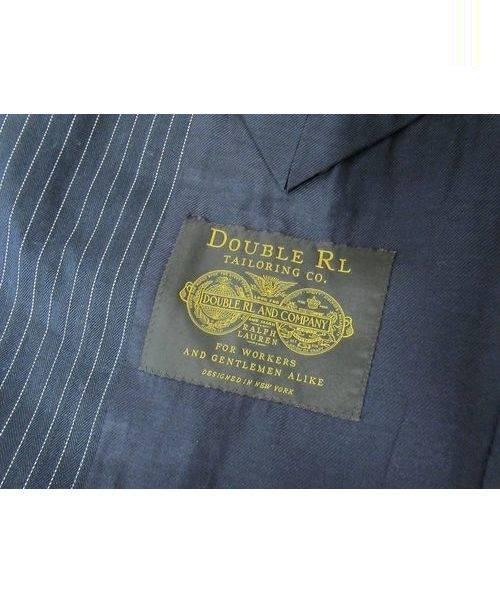 DOUBLE RL
TAILORING CO.
DOUBLE RL AND COMPANY
RALPH
LAUREN
FOR WORKERS
AND GENTLEMEN ALIKE
DESIGNED IN NEW YORK